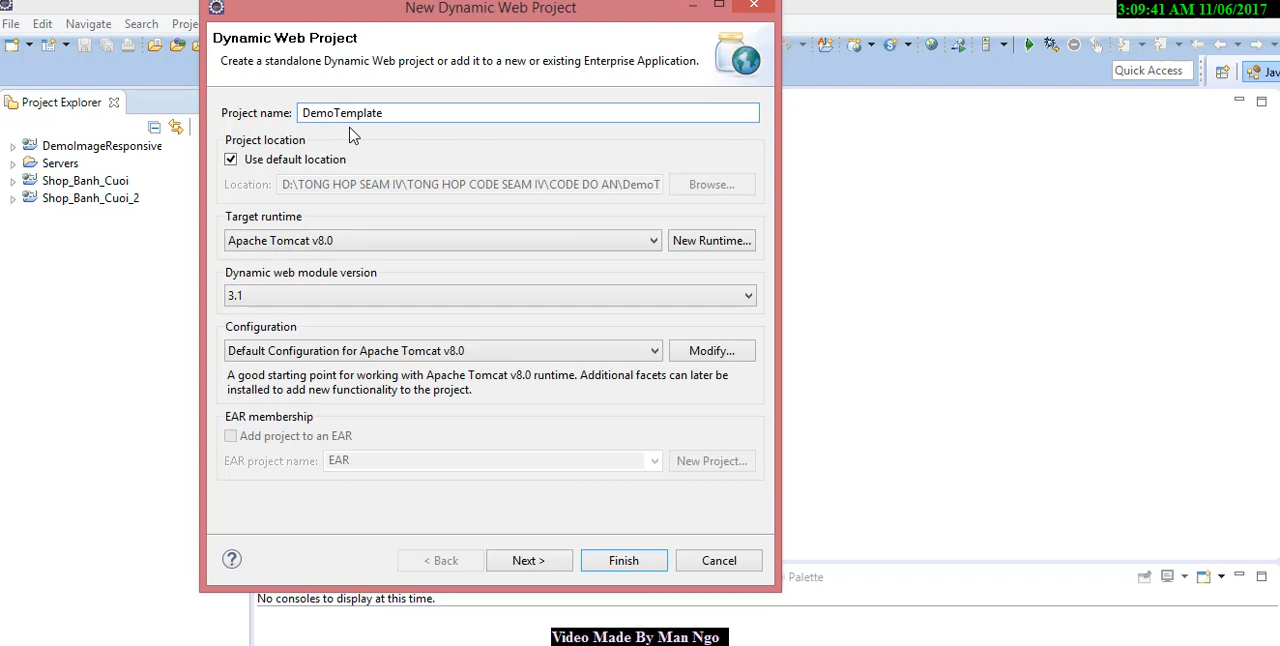 New Dynamic Web Project
3:09:41 AM 11/06/2017
File Edit Navigate Search Proje
Dynamic Web Project
Create a standalone Dynamic Web project or add it to a new or existing Enterprise Application.
Quick Access
Jav
Project Explorer
DemoImageResponsive
Servers
Shop_Banh_Cuoi
Shop_Banh_Cuoi_2
Project name: DemoTemplate
Project location
Use default location
Location: D:\TONG HOP SEAM IV\TONG HOP CODE SEAM IV\CODE DO AN\DemoT Browse...
Target runtime
Apache Tomcat v8.0 New Runtime...
Dynamic web module version
3.1
Configuration
Default Configuration for Apache Tomcat v8.0 Modify...
A good starting point for working with Apache Tomcat v8.0 runtime. Additional facets can later be
installed to add new functionality to the project.
EAR membership
Add project to an EAR
EAR project name: EAR New Project...
? < Back Next > Finish Cancel
Palette
No consoles to display at this time.
Video Made By Man Ngo